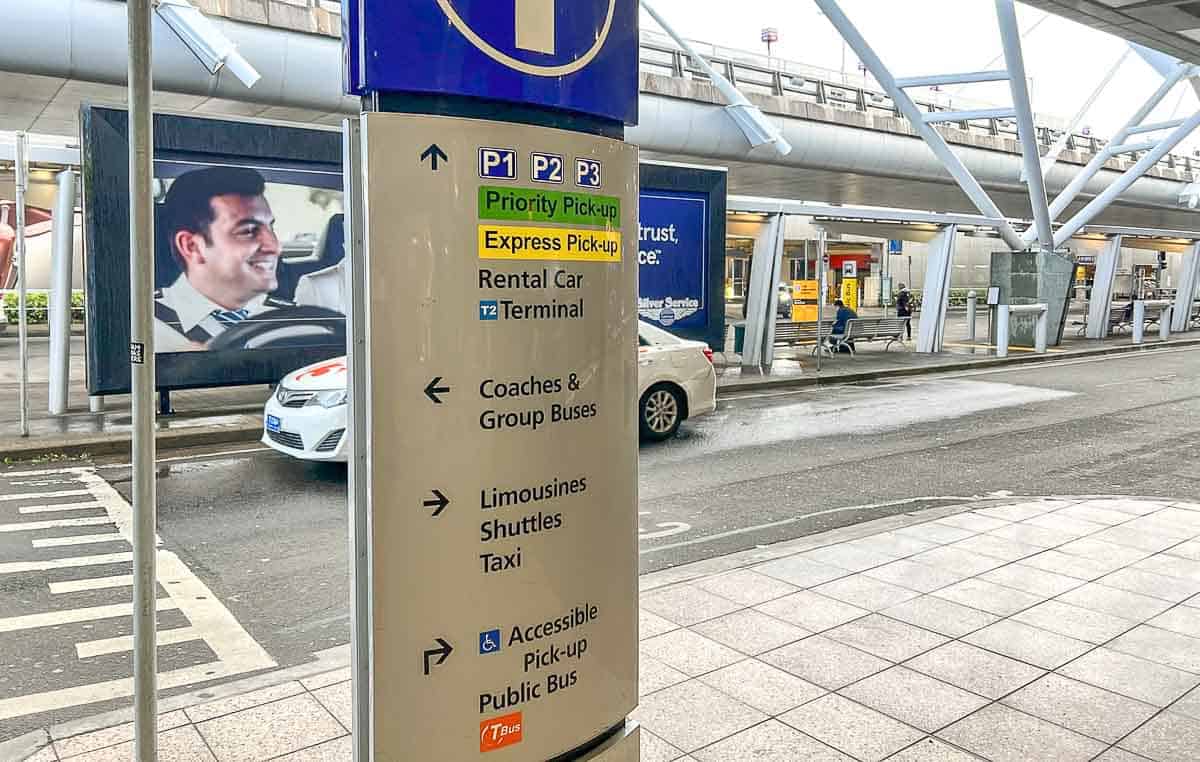 P1 P2 P3
Priority Pick-up
Express Pick-up
Rental Car
T2 Terminal
Coaches &
Group Buses
Limousines
Shuttles
Taxi
Accessible
Pick-up
Public Bus
TBus
trust,
ce.™
Silver Service